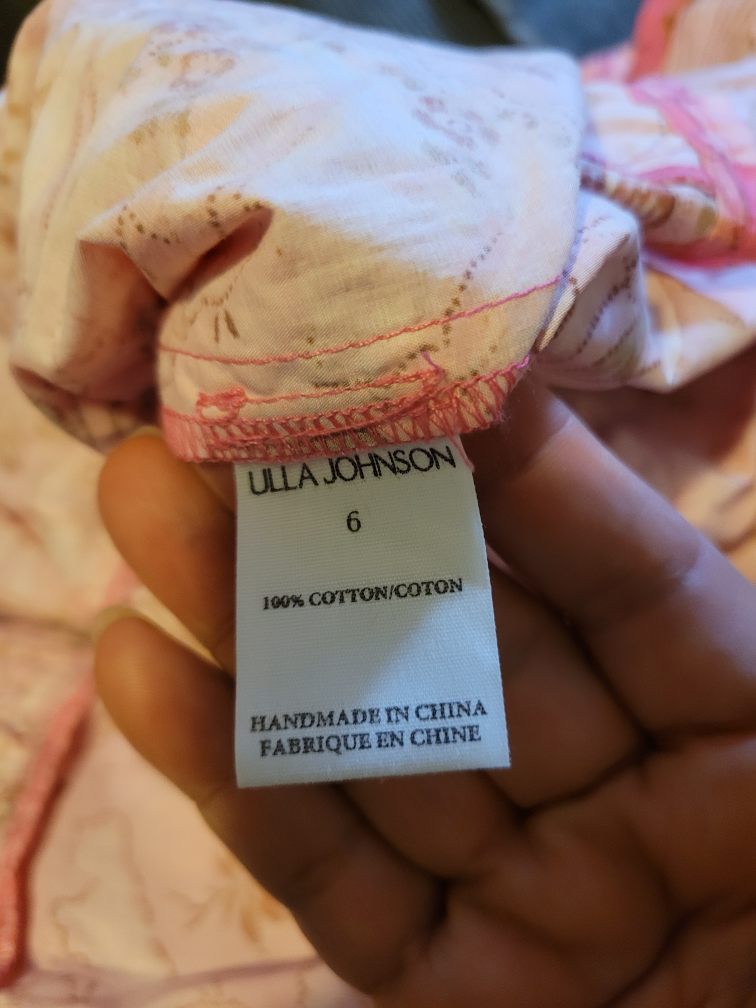 ULLA JOHNSON
6
100% COTTON/COTON
HANDMADE IN CHINA
FABRIQUE EN CHINE